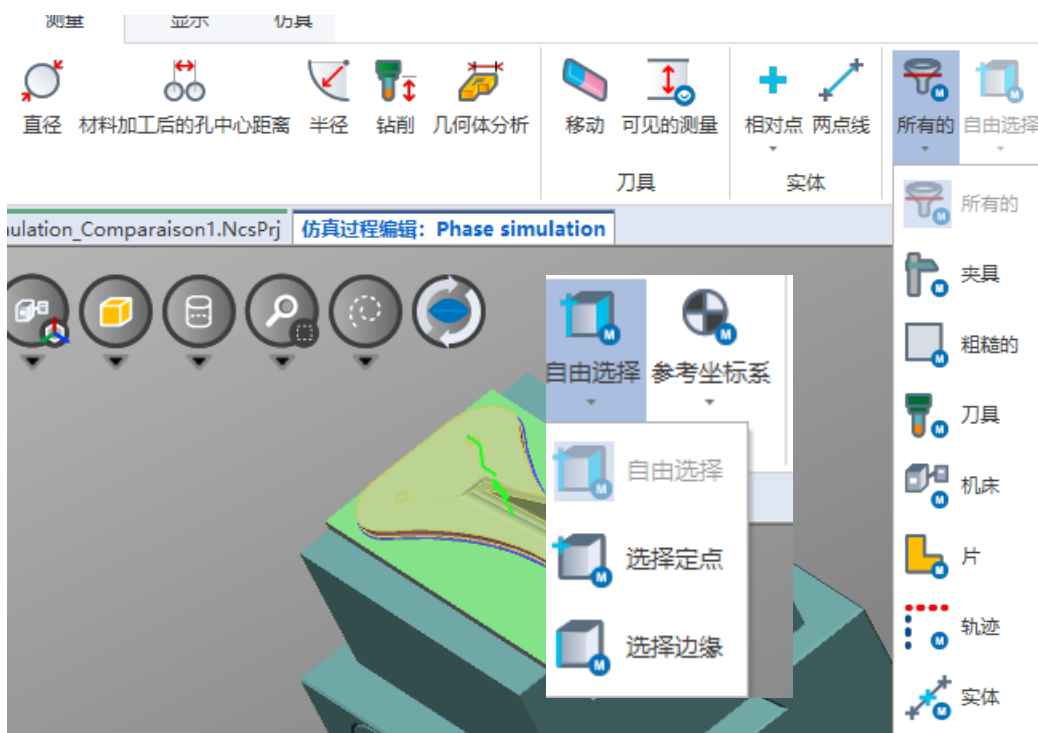 测量 显示 仿真
直径 材料加工后的孔中心距离 半径 钻削 几何体分析 移动 可见的测量 相对点 两点线 所有的 自由选择
刀具 实体
ulation_Comparaison1.NcsPrj 仿真过程编辑：Phase simulation
所有的
夹具
粗糙的
刀具
机床
片
轨迹
实体
自由选择 参考坐标系
自由选择
选择定点
选择边缘